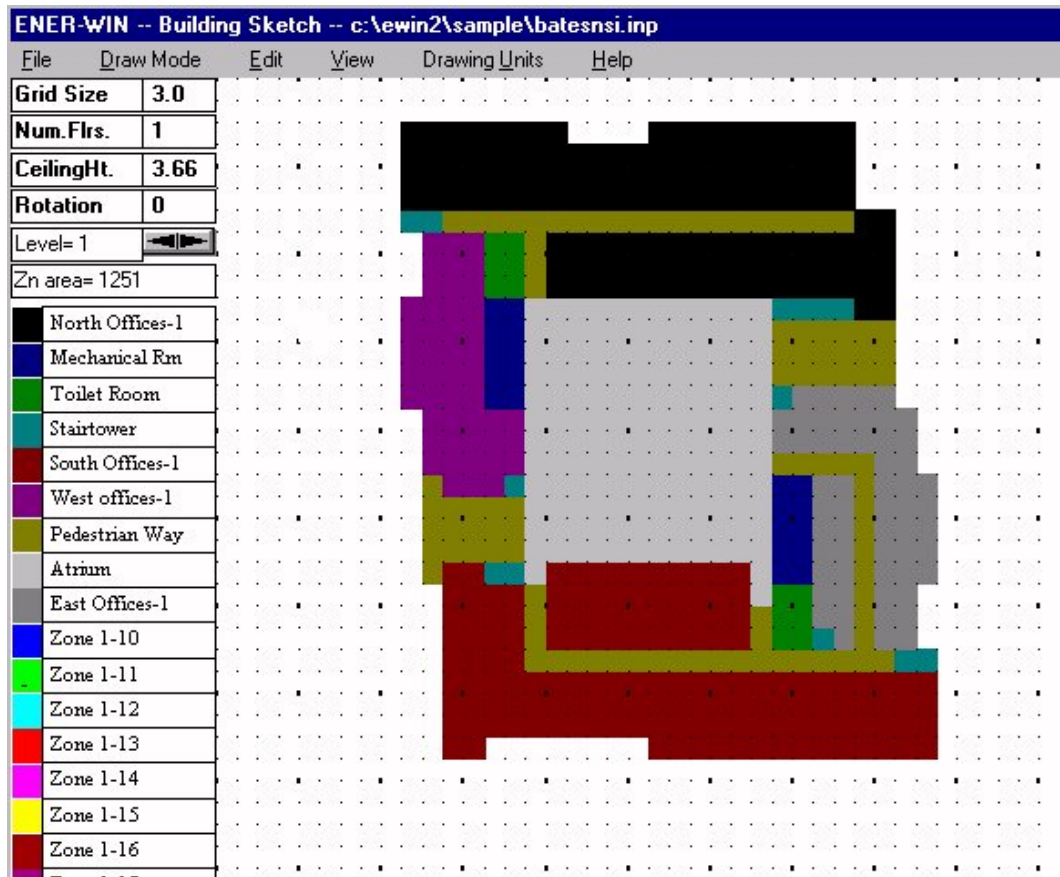 ENER-WIN -- Building Sketch -- c:\ewin2\sample\batesnsi.inp
File Draw Mode Edit View Drawing Units Help
Grid Size 3.0
Num.Flrs. 1
CeilingHt. 3.66
Rotation 0
Level= 1
Zn area= 1251
North Offices-1
Mechanical Rm
Toilet Room
Stairtower
South Offices-1
West offices-1
Pedestrian Way
Atrium
East Offices-1
Zone 1-10
Zone 1-11
Zone 1-12
Zone 1-13
Zone 1-14
Zone 1-15
Zone 1-16